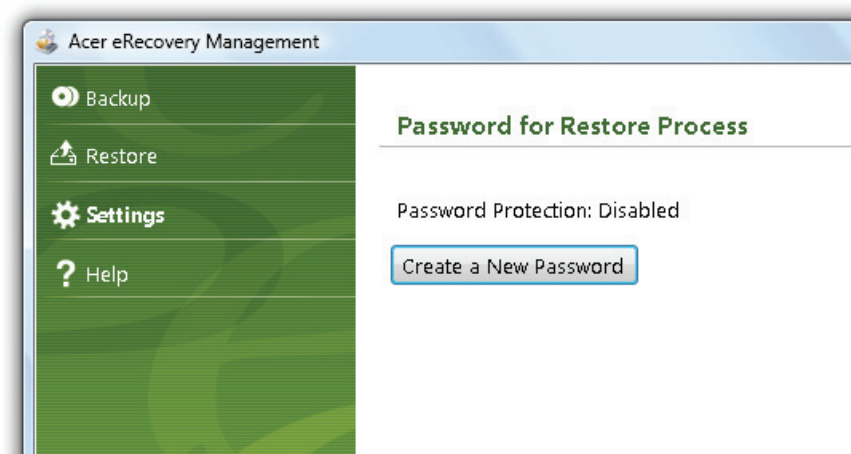 Acer eRecovery Management
Backup
Restore
Settings
Help
Password for Restore Process
Password Protection: Disabled
Create a New Password